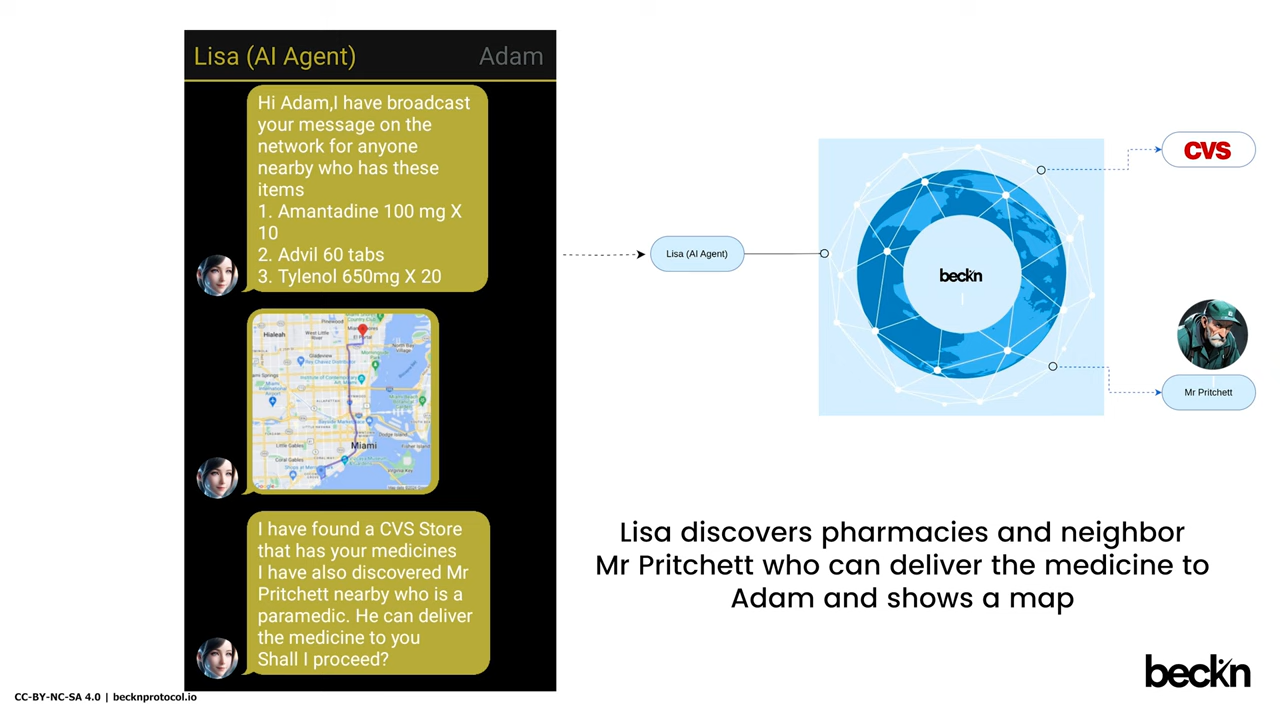 Lisa (AI Agent)
Adam
Hi Adam,I have broadcast
your message on the
network for anyone
nearby who has these
items
1. Amantadine 100 mg X
10
2. Advil 60 tabs
3. Tylenol 650mg X 20
Hialeah
Miami
I have found a CVS Store
that has your medicines
I have also discovered Mr
Pritchett nearby who is a
paramedic. He can deliver
the medicine to you
Shall I proceed?
Lisa (AI Agent)
beckn
CVS
Mr Pritchett
Lisa discovers pharmacies and neighbor
Mr Pritchett who can deliver the medicine to
Adam and shows a map
beckn
CC-BY-NC-SA 4.0 | becknprotocol.io